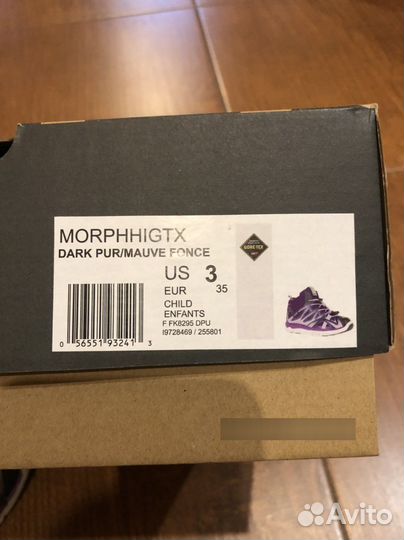 MORPHHIGTX
DARK PUR/MAUVE FONCE
US 3
EUR 35
CHILD
ENFANTS
F FK8295 DPU
I9728469 / 255801
0 56551 93241 3
GORE-TEX
Avito